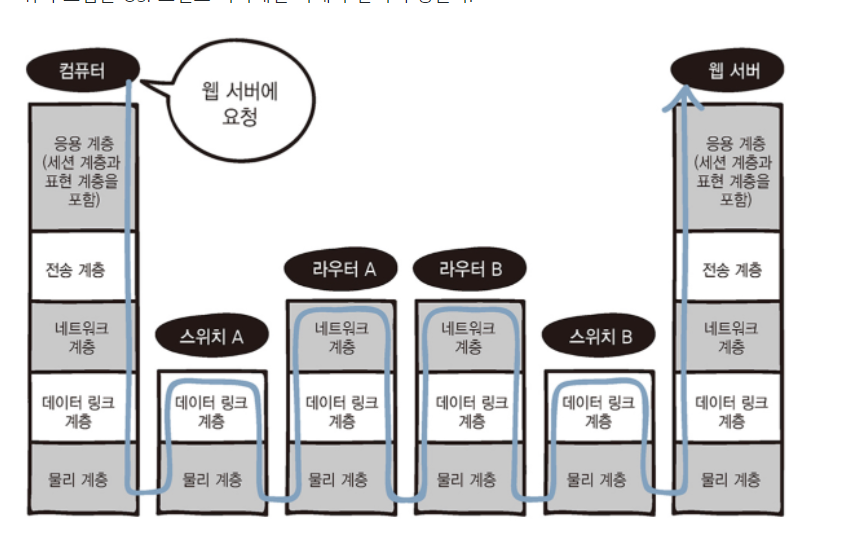 컴퓨터
웹 서버에
요청
웹 서버
응용 계층
(세션 계층과
표현 계층을
포함)
전송 계층
네트워크
계층
데이터 링크
계층
물리 계층
스위치 A
데이터 링크
계층
물리 계층
라우터 A
네트워크
계층
데이터 링크
계층
물리 계층
라우터 B
네트워크
계층
데이터 링크
계층
물리 계층
스위치 B
데이터 링크
계층
물리 계층
응용 계층
(세션 계층과
표현 계층을
포함)
전송 계층
네트워크
계층
데이터 링크
계층
물리 계층